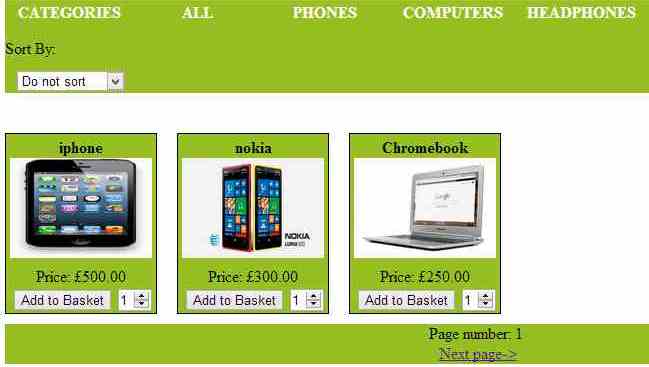 CATEGORIES ALL PHONES COMPUTERS HEADPHONES
Sort By:
Do not sort
iphone nokia Chromebook
NOKIA
Price: £500.00 Price: £300.00 Price: £250.00
Add to Basket 1 Add to Basket 1 Add to Basket 1
Page number: 1
Next page->